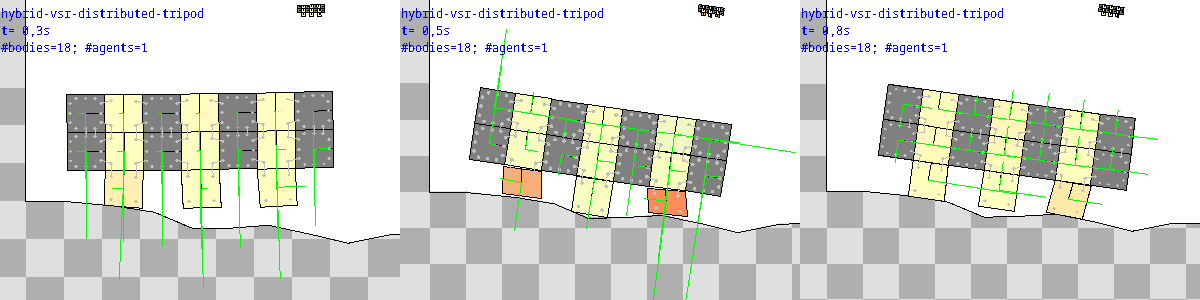 hybrid-vsr-distributed-tripod
t= 0,3s
#bodies=18; #agents=1
hybrid-vsr-distributed-tripod
t= 0,5s
#bodies=18; #agents=1
hybrid-vsr-distributed-tripod
t= 0,8s
#bodies=18; #agents=1